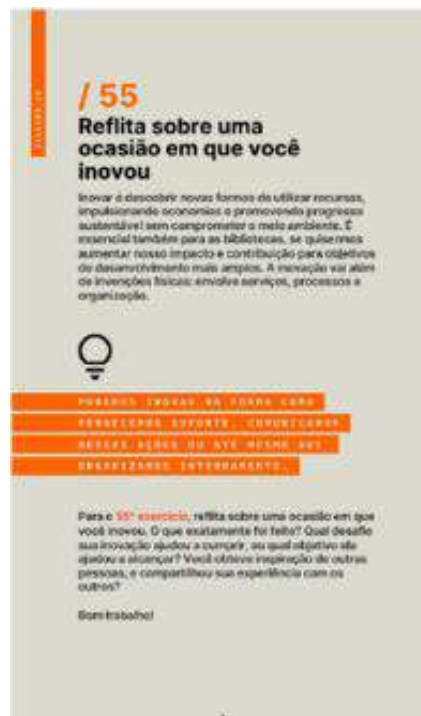 / 55
Reflita sobre uma
ocasião em que você
inovou
Inovar é descobrir novas formas de utilizar recursos,
impulsionando economias e promovendo progresso
sustentável sem comprometer o meio ambiente. É
essencial também para as bibliotecas, se quisermos
aumentar nosso impacto e contribuição para objetivos
de desenvolvimento mais amplos. A inovação vai além
de invenções físicas: envolve serviços, processos e
organização.
PODEMOS INOVAR NA FORMA COMO
FORNECEMOS SUPORTE, COMUNICAMOS
NOSSAS AÇÕES OU ATÉ MESMO NOS
ORGANIZAMOS INTERNAMENTE.
Para o 55º exercício, reflita sobre uma ocasião em que
você inovou. O que exatamente foi feito? Qual desafio
sua inovação ajudou a cumprir, ou qual objetivo ela
ajudou a alcançar? Você obteve inspiração de outras
pessoas, e compartilhou sua experiência com os
outros?
Bom trabalho!